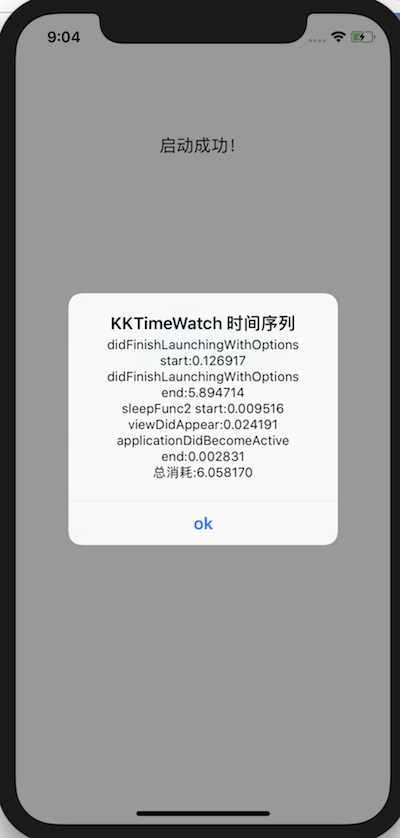 9:04
启动成功！
KKTimeWatch 时间序列
didFinishLaunchingWithOptions
start:0.126917
didFinishLaunchingWithOptions
end:5.894714
sleepFunc2 start:0.009516
viewDidAppear:0.024191
applicationDidBecomeActive
end:0.002831
总消耗:6.058170
ok